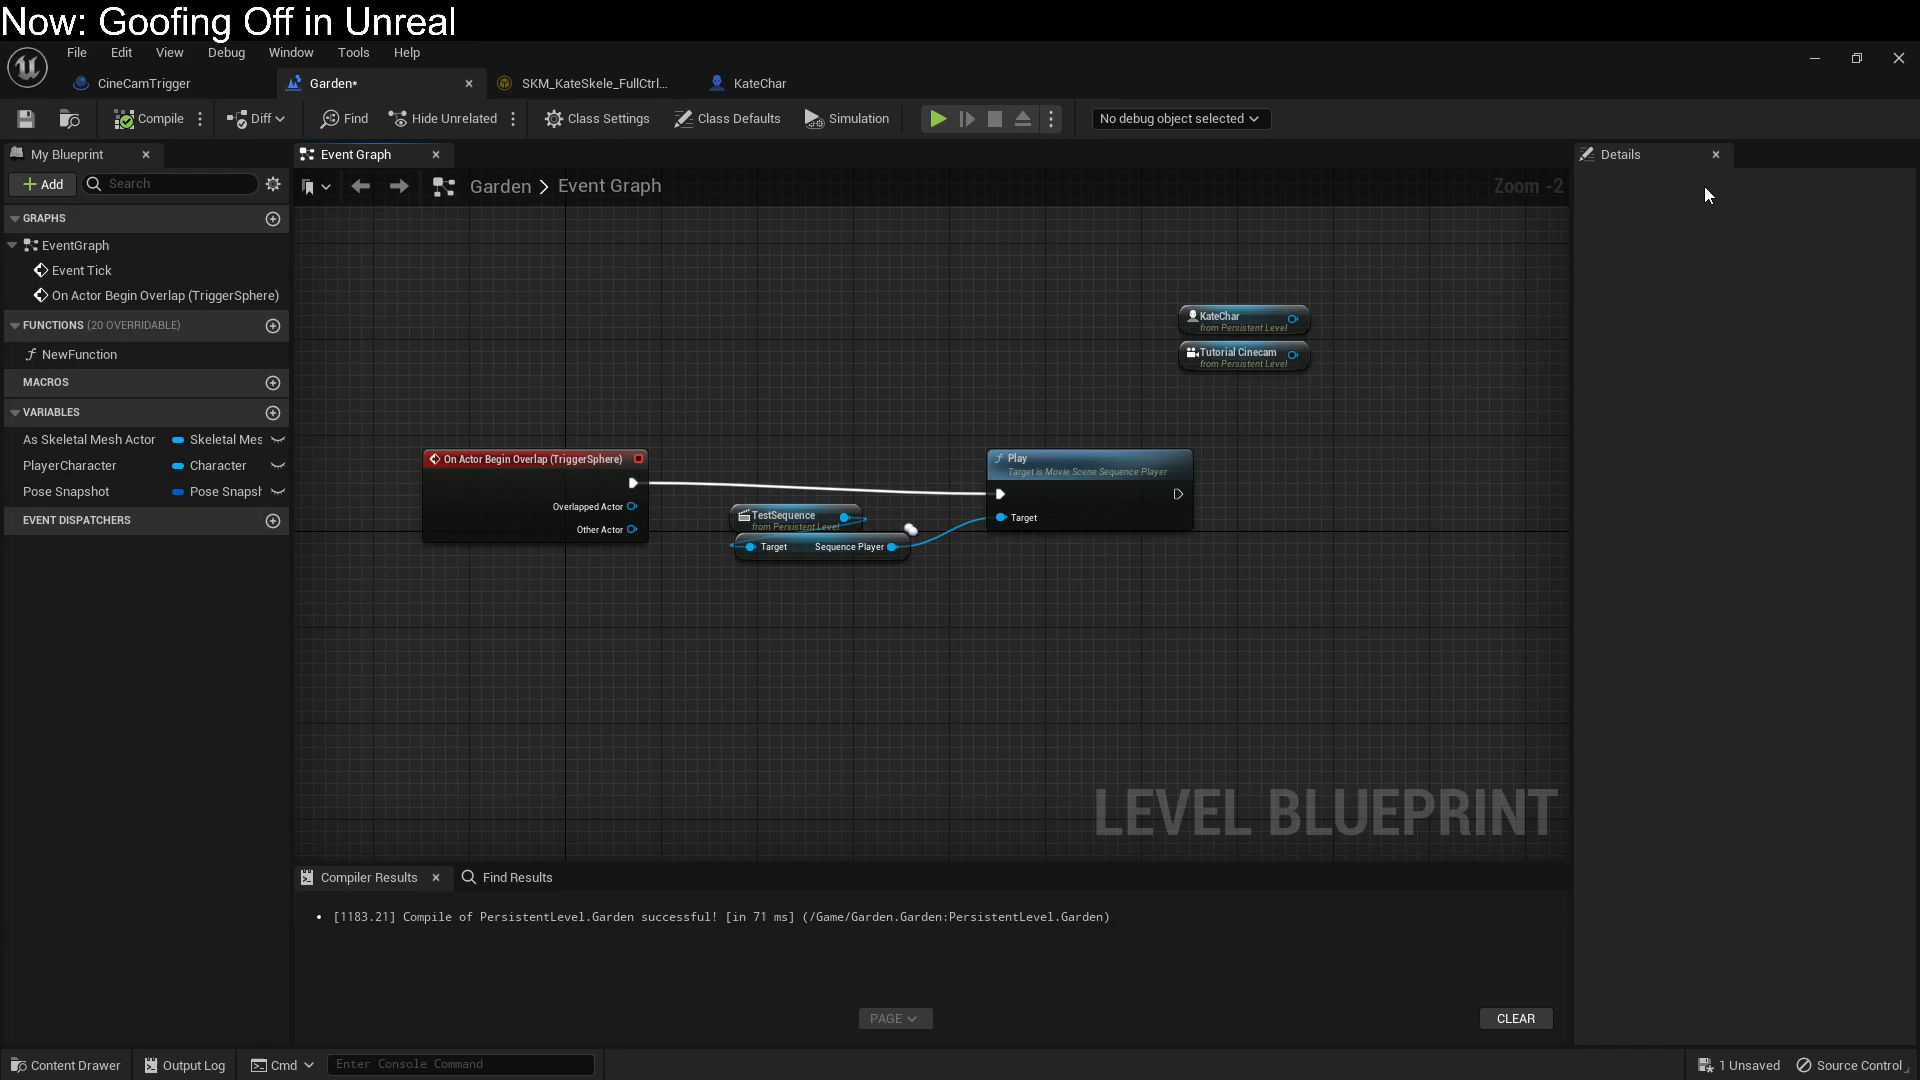 Now: Goofing Off in Unreal
File Edit View Debug Window Tools Help
CineCamTrigger Garden* SKM_KateSkele_FullCtrl... KateChar
Compile Diff Find Hide Unrelated Class Settings Class Defaults Simulation No debug object selected
My Blueprint Event Graph Details
Add Search Garden > Event Graph Zoom -2
GRAPHS
EventGraph
Event Tick
On Actor Begin Overlap (TriggerSphere)
FUNCTIONS (20 OVERRIDABLE)
NewFunction
MACROS
VARIABLES
As Skeletal Mesh Actor Skeletal Mes
PlayerCharacter Character
Pose Snapshot Pose Snapsh
EVENT DISPATCHERS
KateChar
from Persistent Level
Tutorial Cinecam
from Persistent Level
On Actor Begin Overlap (TriggerSphere)
Overlapped Actor
Other Actor
TestSequence
from Persistent Level
Target Sequence Player
Play
Target is Movie Scene Sequence Player
Target
LEVEL BLUEPRINT
Compiler Results Find Results
• [1183.21] Compile of PersistentLevel.Garden successful! [in 71 ms] (/Game/Garden.Garden:PersistentLevel.Garden)
PAGE CLEAR
Content Drawer Output Log Cmd Enter Console Command 1 Unsaved Source Control